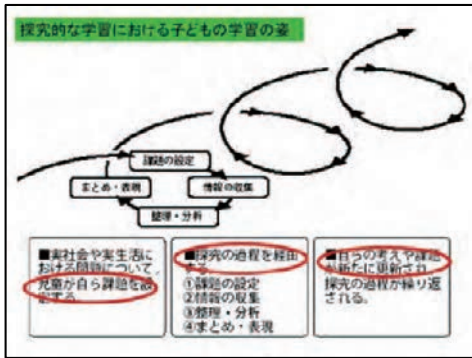 探究的な学習における子どもの学習の姿
課題の設定
まとめ・表現
情報の収集
整理・分析
■実社会や実生活に
おける問題について、
児童が自ら課題を設
定する。
■探究の過程を経由
する。
①課題の設定
②情報の収集
③整理・分析
④まとめ・表現
■自らの考えや課題
が新たに更新され、
探究の過程が繰り返
される。